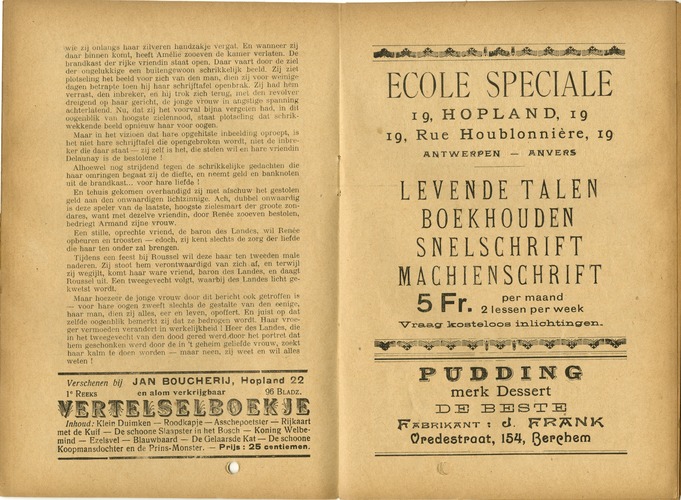 wie zij onlangs haar zilveren handzakje vergat. En wanneer zij
daar binnen komt, heeft Amélie zooeven de kamer verlaten. De
brandkast der rijke vriendin staat open. Daar vaart door de ziel
der ongelukkige een buitengewoon schrikkelijk beeld. Zij ziet
plotseling het beeld voor zich van den man, dien zij voor weinige
dagen betrapte toen hij haar schrijftafel openbrak. Zij had hem
verrast, den inbreker, en hij trok zich terug, met den revolver
dreigend op haar gericht, de jonge vrouw in angstige spanning
achterlatend. Nu, dat zij het voorval bijna vergeten had, in dit
oogenblik van hoogste zielennood, staat plotseling dat schrik-
wekkende beeld opnieuw haar voor oogen.
Maar in het vizioen dat hare opgehitste inbeelding oproept, is
het niet hare schrijftafel die opengebroken wordt, niet de inbre-
ker die daar staat — zij zelf is het, die stelen wil en hare vriendin
Delaunay is de bestolene !
Alhoewel nog strijdend tegen de schrikkelijke gedachten die
haar omringen begaat zij de diefte, en neemt geld en banknoten
uit de brandkast... voor hare liefde !
En tehuis gekomen overhandigt zij met afschuw het gestolen
geld aan den onwaardigen lichtzinnige. Ach, dubbel onwaardig
is deze speler van de laatste, hoogste zielesmart der groote zon-
dares, want met dezelve vriendin, door Renée zooeven bestolen,
bedriegt Armand zijne vrouw.
Een stille, oprechte vriend, de baron des Landes, wil Renée
opbeuren en troosten — edoch, zij kent slechts de zorg der liefde
die haar ten onder zal brengen.
Tijdens een feest bij Roussel wil deze haar ten tweeden male
naderen. Zij stoot hem verontwaardigd van zich af, en terwijl
zij wegijlt, komt haar ware vriend, baron des Landes, en daagt
Roussel uit. Een tweegevecht volgt, waarbij des Landes licht ge-
kwetst wordt.
Maar hoezeer de jonge vrouw door dit bericht ook getroffen is
— voor hare oogen zweeft slechts de gestalte van den eenige,
haar man, dien zij alles, eer en leven, opoffert. En juist op dat
zelfde oogenblik bemerkt zij dat ze bedrogen wordt. Haar vroe-
ger vermoeden verandert in werkelijkheid ! Heer des Landes, die
in het tweegevecht van den dood gered werd door het portret dat
hem geschonken werd door de in 't geheim geliefde vrouw, zoekt
haar kalm te doen worden — maar neen, zij weet en wil alles
weten !
Verschenen bij JAN BOUCHERIJ, Hopland 22
1e REEKS en alom verkrijgbaar 96 BLADZ.
VERTELSELBOEKJE
Inhoud: Klein Duimken — Roodkapje — Asschepoetster — Rijkaart
met de Kuif — De schoone Slaapster in het Bosch — Koning Welbe-
mind — Ezelsvel — Blauwbaard — De Gelaarsde Kat — De schoone
Koopmansdochter en de Prins-Monster. — Prijs : 25 centiemen.
ECOLE SPECIALE
19, HOPLAND, 19
19, Rue Houblonnière, 19
ANTWERPEN — ANVERS
LEVENDE TALEN
BOEKHOUDEN
SNELSCHRIFT
MACHIENSCHRIFT
5 Fr. per maand
2 lessen per week
Vraag kosteloos inlichtingen.
PUDDING
merk Dessert
DE BESTE
FABRIKANT : J. FRANK
Oredestraat, 154, Berchem